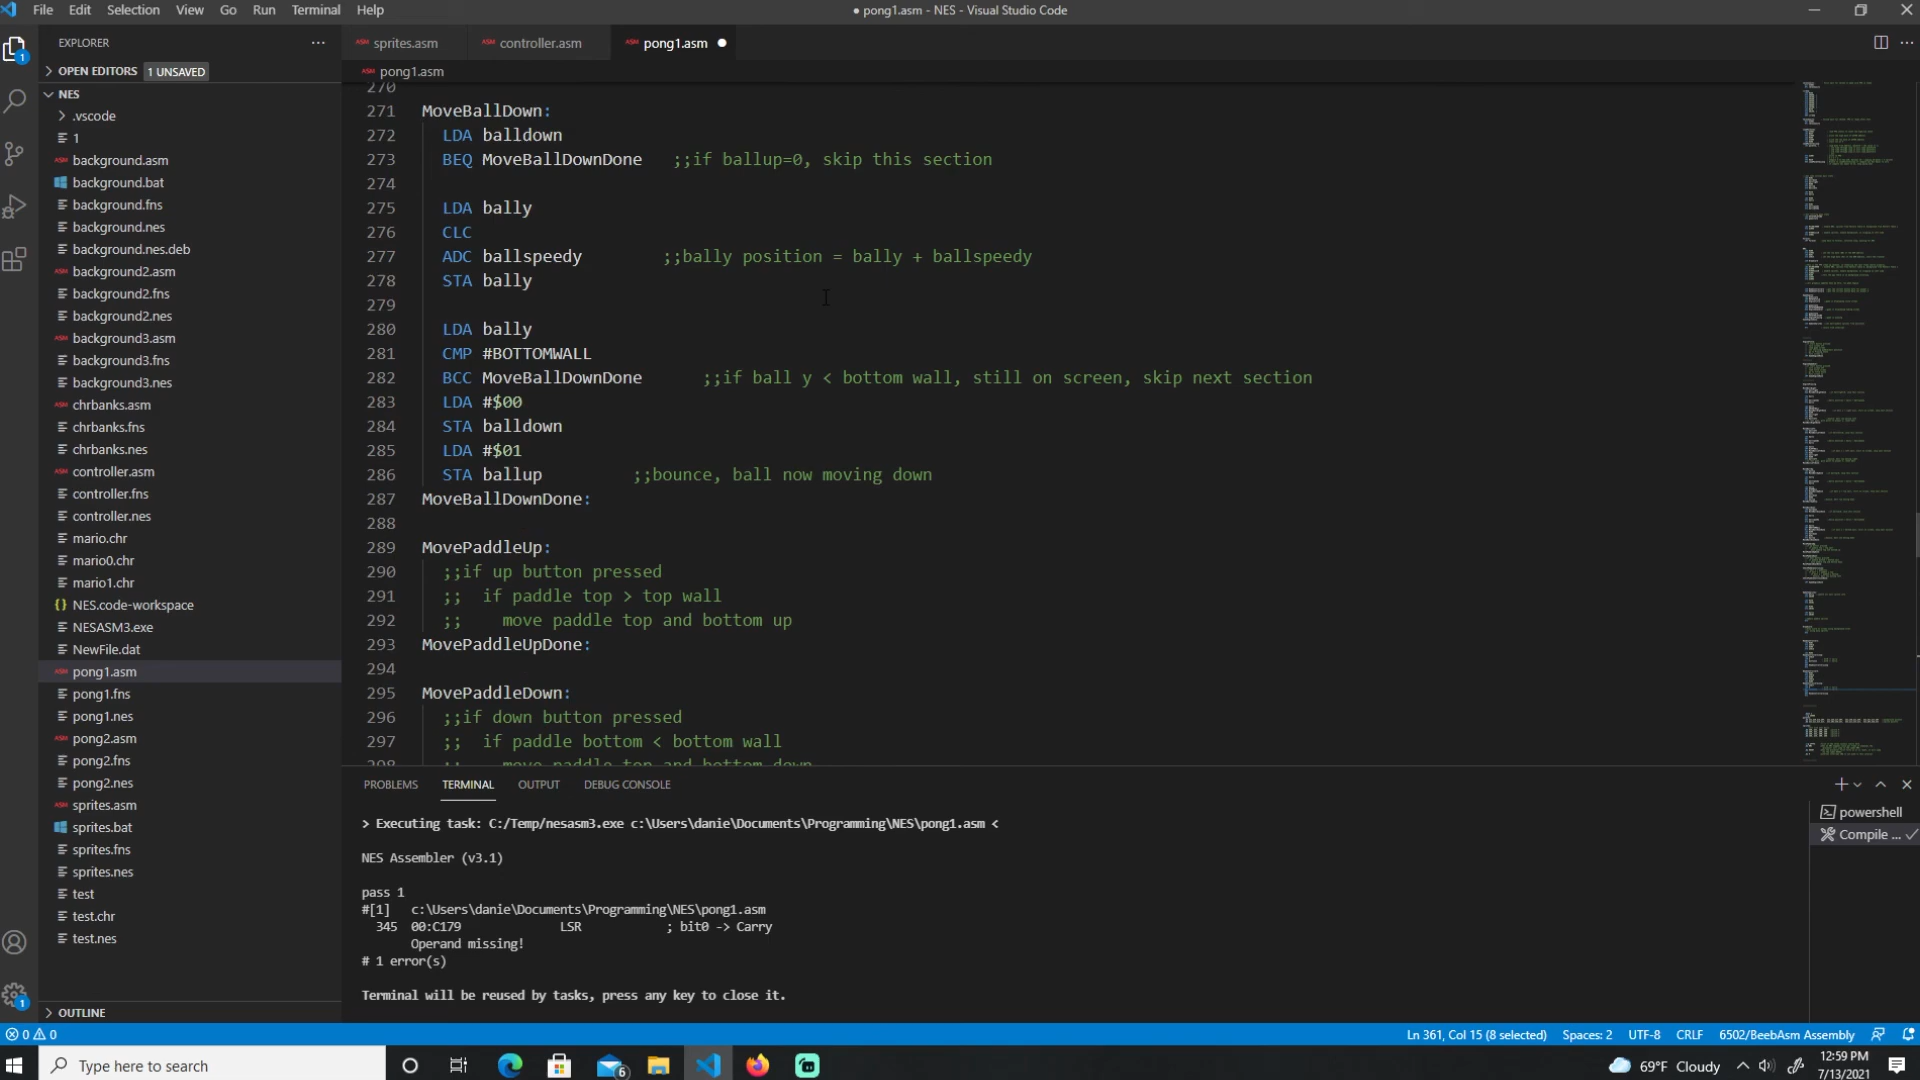 File Edit Selection View Go Run Terminal Help
● pong1.asm - NES - Visual Studio Code
EXPLORER
OPEN EDITORS 1 UNSAVED
NES
.vscode
1
background.asm
background.bat
background.fns
background.nes
background.nes.deb
background2.asm
background2.fns
background2.nes
background3.asm
background3.fns
background3.nes
chrbanks.asm
chrbanks.fns
chrbanks.nes
controller.asm
controller.fns
controller.nes
mario.chr
mario0.chr
mario1.chr
NES.code-workspace
NESASM3.exe
NewFile.dat
pong1.asm
pong1.fns
pong1.nes
pong2.asm
pong2.fns
pong2.nes
sprites.asm
sprites.bat
sprites.fns
sprites.nes
test
test.chr
test.nes
OUTLINE
sprites.asm controller.asm pong1.asm
pong1.asm
270
271 MoveBallDown:
272 LDA balldown
273 BEQ MoveBallDownDone ;;if ballup=0, skip this section
274
275 LDA bally
276 CLC
277 ADC ballspeedy ;;bally position = bally + ballspeedy
278 STA bally
279
280 LDA bally
281 CMP #BOTTOMWALL
282 BCC MoveBallDownDone ;;if ball y < bottom wall, still on screen, skip next section
283 LDA #$00
284 STA balldown
285 LDA #$01
286 STA ballup ;;bounce, ball now moving down
287 MoveBallDownDone:
288
289 MovePaddleUp:
290 ;;if up button pressed
291 ;; if paddle top > top wall
292 ;; move paddle top and bottom up
293 MovePaddleUpDone:
294
295 MovePaddleDown:
296 ;;if down button pressed
297 ;; if paddle bottom < bottom wall
298 ;; move paddle top and bottom down
PROBLEMS TERMINAL OUTPUT DEBUG CONSOLE
> Executing task: C:/Temp/nesasm3.exe c:\Users\danie\Documents\Programming\NES\pong1.asm <
NES Assembler (v3.1)
pass 1
#[1] c:\Users\danie\Documents\Programming\NES\pong1.asm
345 00:C179 LSR ; bit0 -> Carry
Operand missing!
# 1 error(s)
Terminal will be reused by tasks, press any key to close it.
powershell
Compile ...
0 0
Ln 361, Col 15 (8 selected) Spaces: 2 UTF-8 CRLF 6502/BeebAsm Assembly
Type here to search
6
69°F Cloudy
12:59 PM
7/13/2021